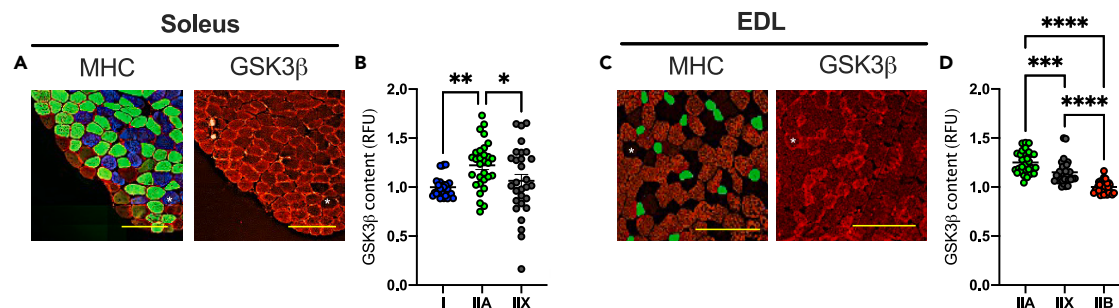 Soleus
EDL
A
MHC
GSK3β
B
C
MHC
GSK3β
D
*
*
GSK3β content (RFU)
2.0
1.5
1.0
0.5
0.0
**
*
I
IIA
IIX
*
*
GSK3β content (RFU)
2.0
1.5
1.0
0.5
0.0
****
***
****
IIA
IIX
IIB